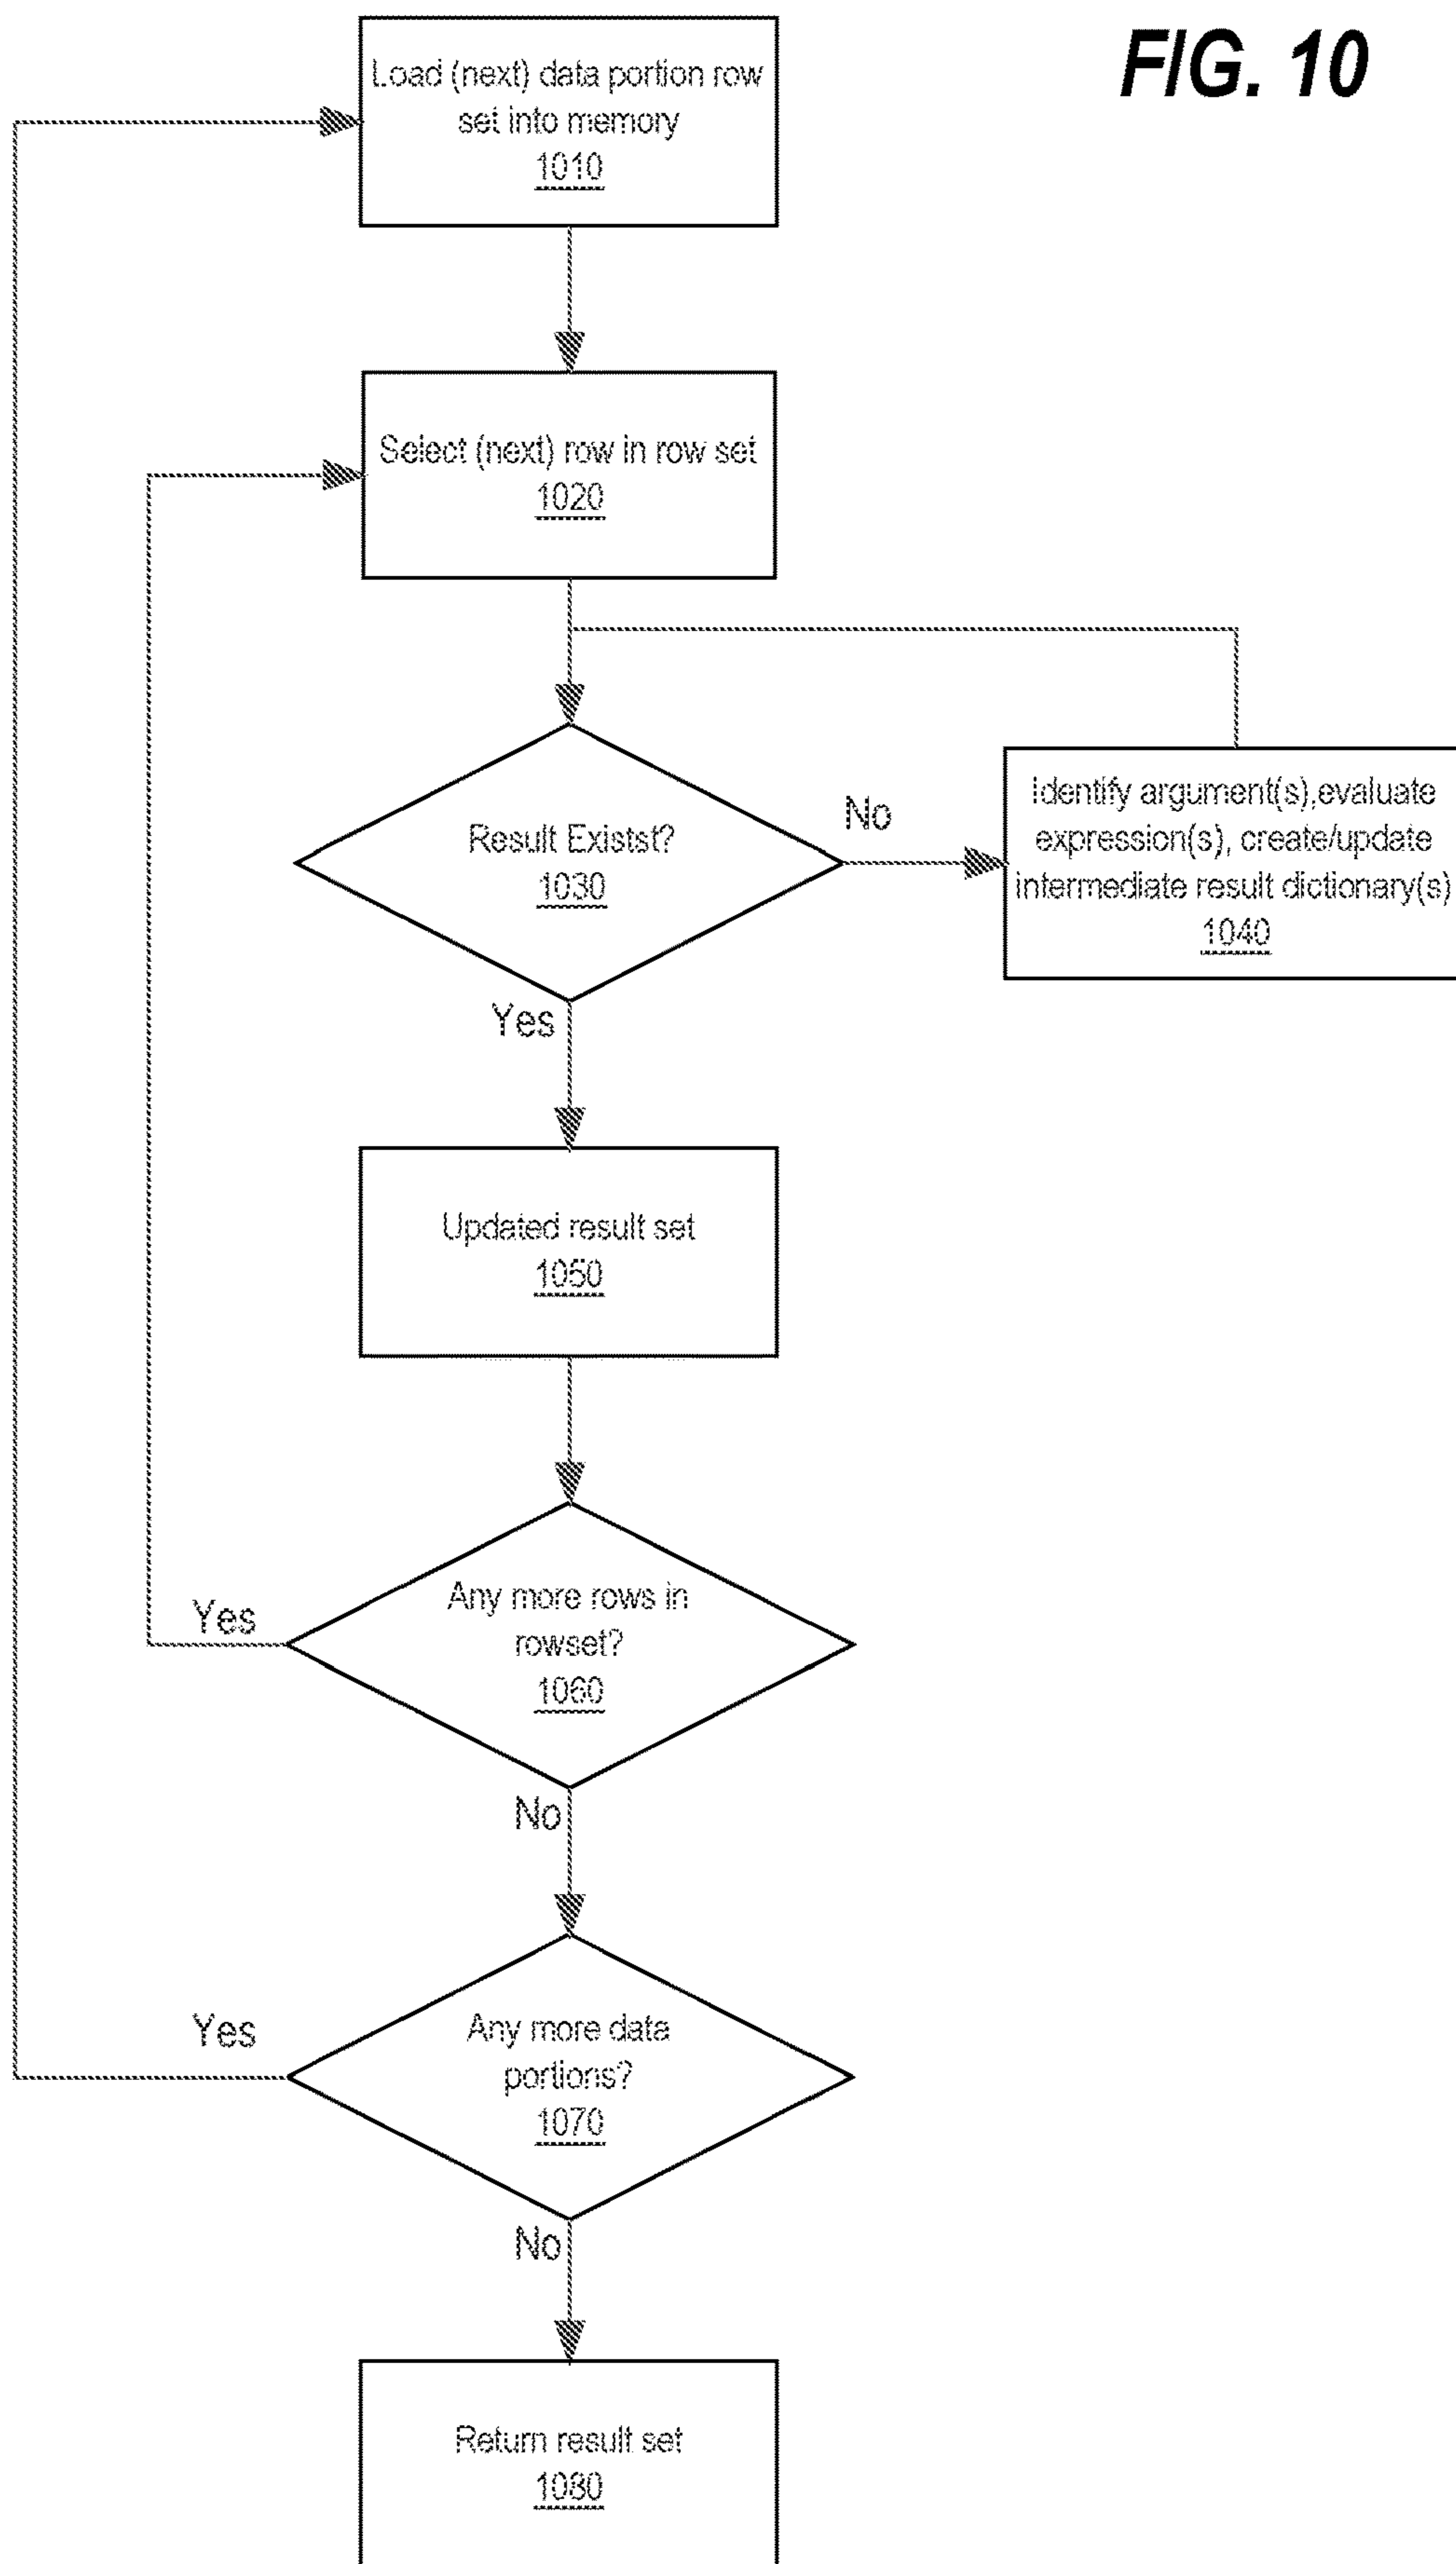 FIG. 10
Load (next) data portion row
set into memory
1010
Select (next) row in row set
1020
Result Existst?
1030
No
Identify argument(s),evaluate
expression(s), create/update
intermediate result dictionary(s)
1040
Yes
Updated result set
1050
Any more rows in
rowset?
1060
Yes
No
Any more data
portions?
1070
Yes
No
Return result set
1080